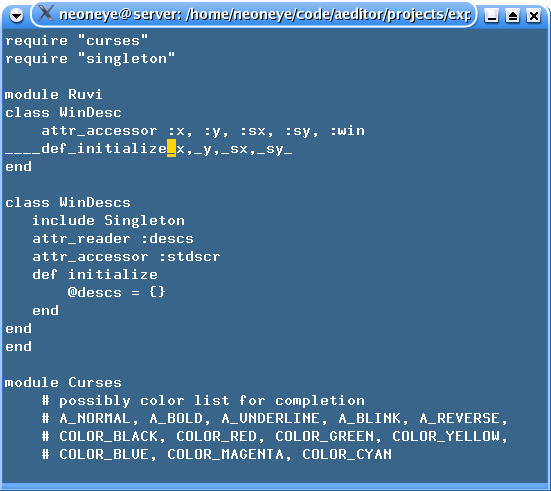 neoneye@server: /home/neoneye/code/aeditor/projects/exp
require "curses"
require "singleton"
module Ruvi
class WinDesc
    attr_accessor :x, :y, :sx, :sy, :win
____def_initialize_x,_y,_sx,_sy_
end
class WinDescs
   include Singleton
   attr_reader :descs
   attr_accessor :stdscr
   def initialize
       @descs = {}
   end
end
end
module Curses
    # possibly color list for completion
    # A_NORMAL, A_BOLD, A_UNDERLINE, A_BLINK, A_REVERSE,
    # COLOR_BLACK, COLOR_RED, COLOR_GREEN, COLOR_YELLOW,
    # COLOR_BLUE, COLOR_MAGENTA, COLOR_CYAN